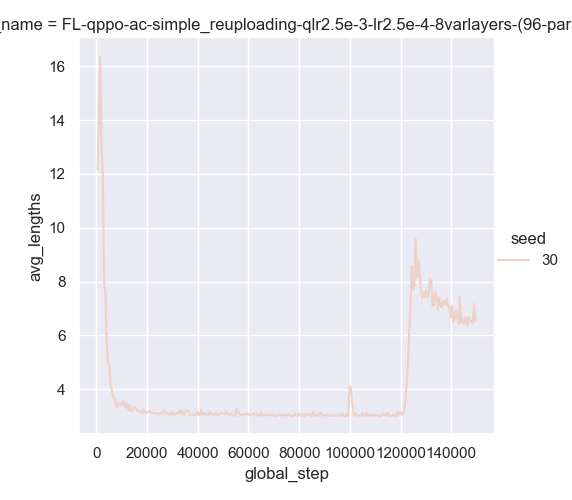 _name = FL-qppo-ac-simple_reuploading-qlr2.5e-3-lr2.5e-4-8varlayers-(96-par
16
14
12
10
8
6
4
avg_lengths
0 20000 40000 60000 80000 100000 120000 140000
global_step
seed
30